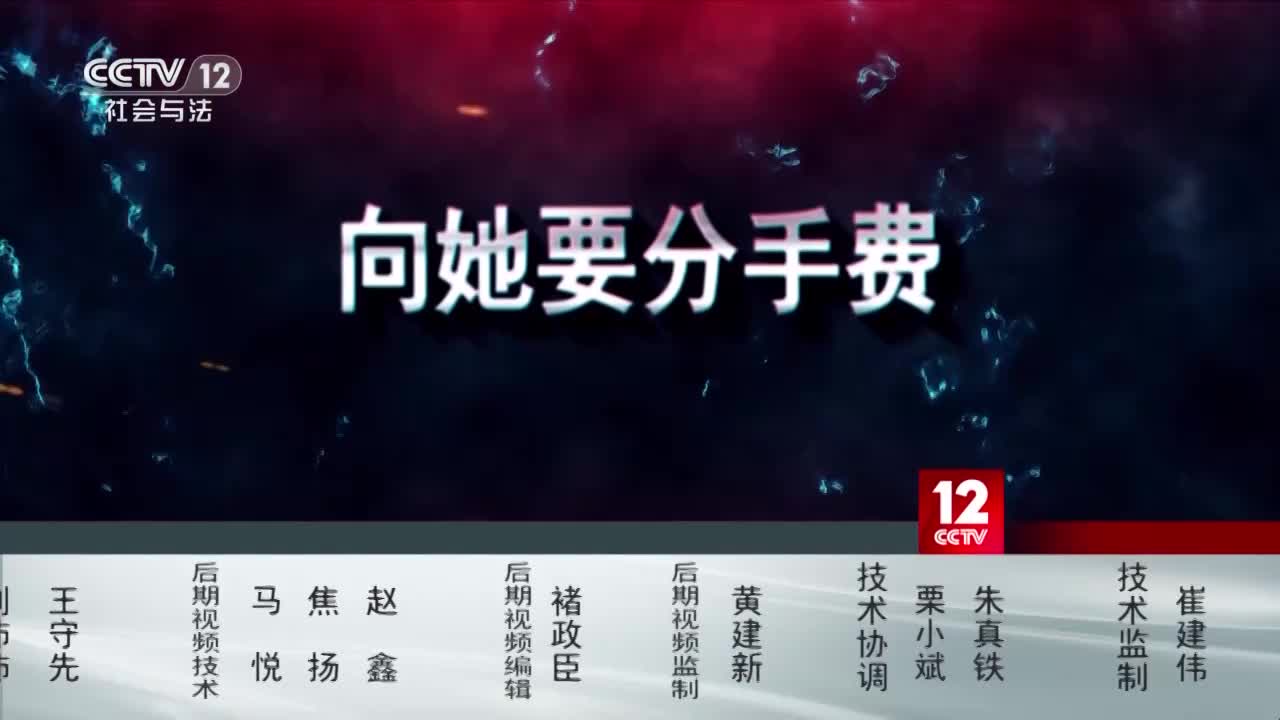 CCTV 12
社会与法
向她要分手费
12
CCTV
王守先
后期视频技术
马悦
焦扬
赵鑫
后期视频编辑
褚政臣
后期视频监制
黄建新
技术协调
栗小斌
朱真铁
技术监制
崔建伟